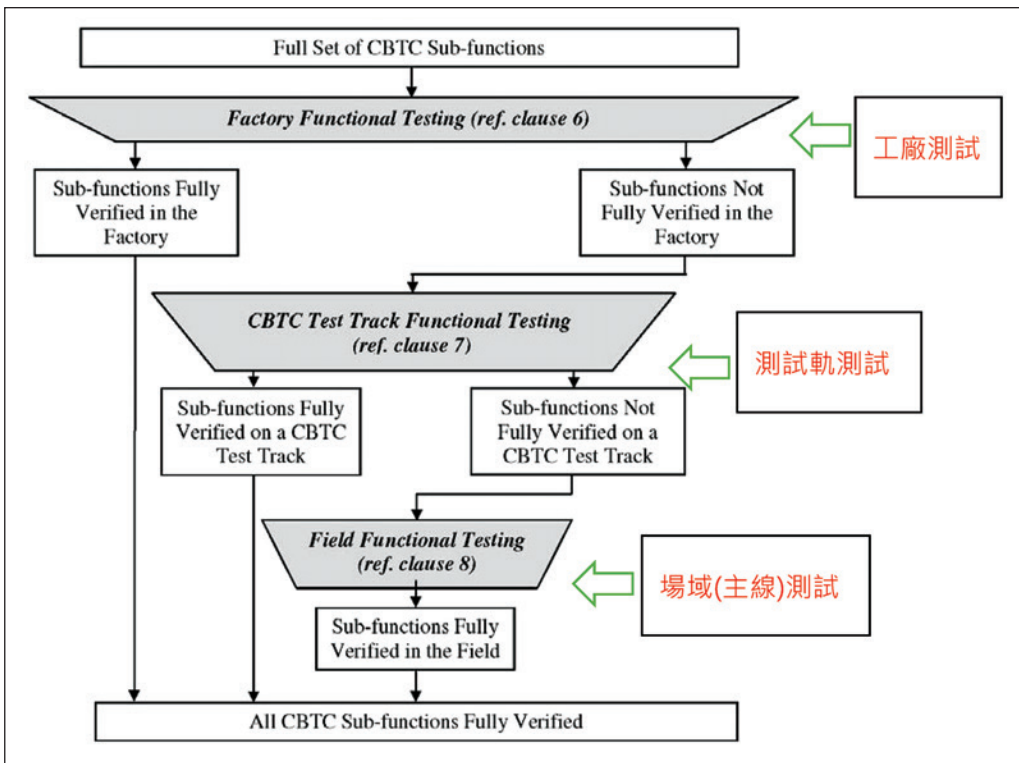 Full Set of CBTC Sub-functions
Factory Functional Testing (ref. clause 6)
工廠測試
Sub-functions Fully
Verified in the
Factory
Sub-functions Not
Fully Verified in the
Factory
CBTC Test Track Functional Testing
(ref. clause 7)
測試軌測試
Sub-functions Fully
Verified on a CBTC
Test Track
Sub-functions Not
Fully Verified on a
CBTC Test Track
Field Functional Testing
(ref. clause 8)
場域(主線)測試
Sub-functions Fully
Verified in the Field
All CBTC Sub-functions Fully Verified